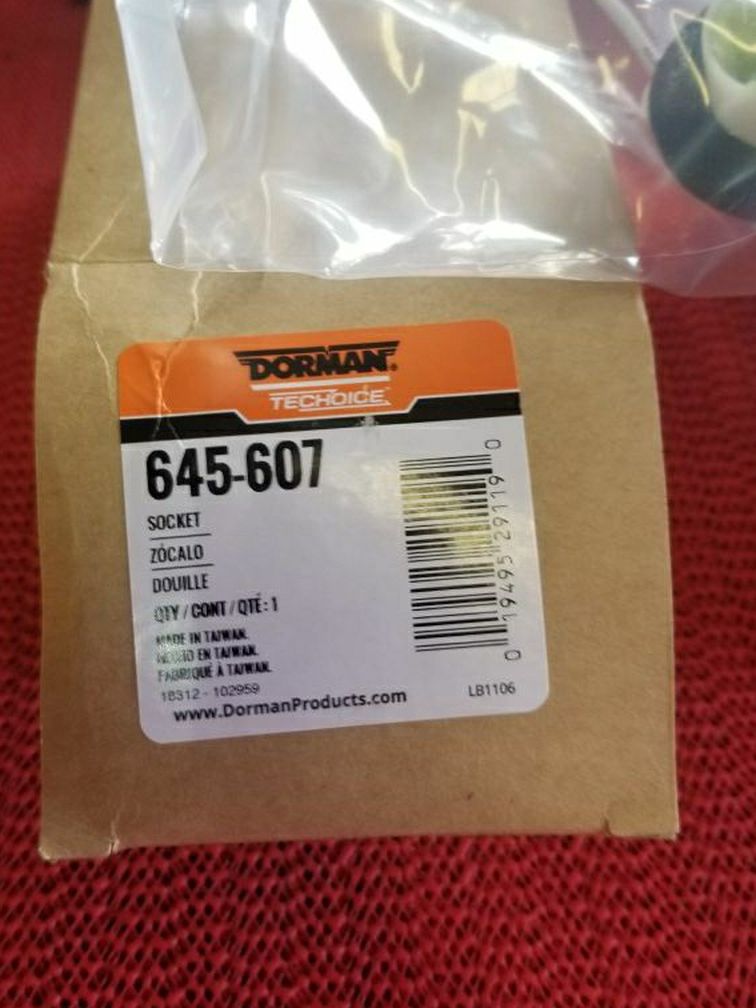 DORMAN®
TECHOICE™
645-607
SOCKET
ZÓCALO
DOUILLE
QTY / CONT / QTÉ: 1
MADE IN TAIWAN.
HECHO EN TAIWAN.
FABRIQUÉ À TAIWAN.
18312 - 102959
www.DormanProducts.com
LB1106
0 19495 29119 0